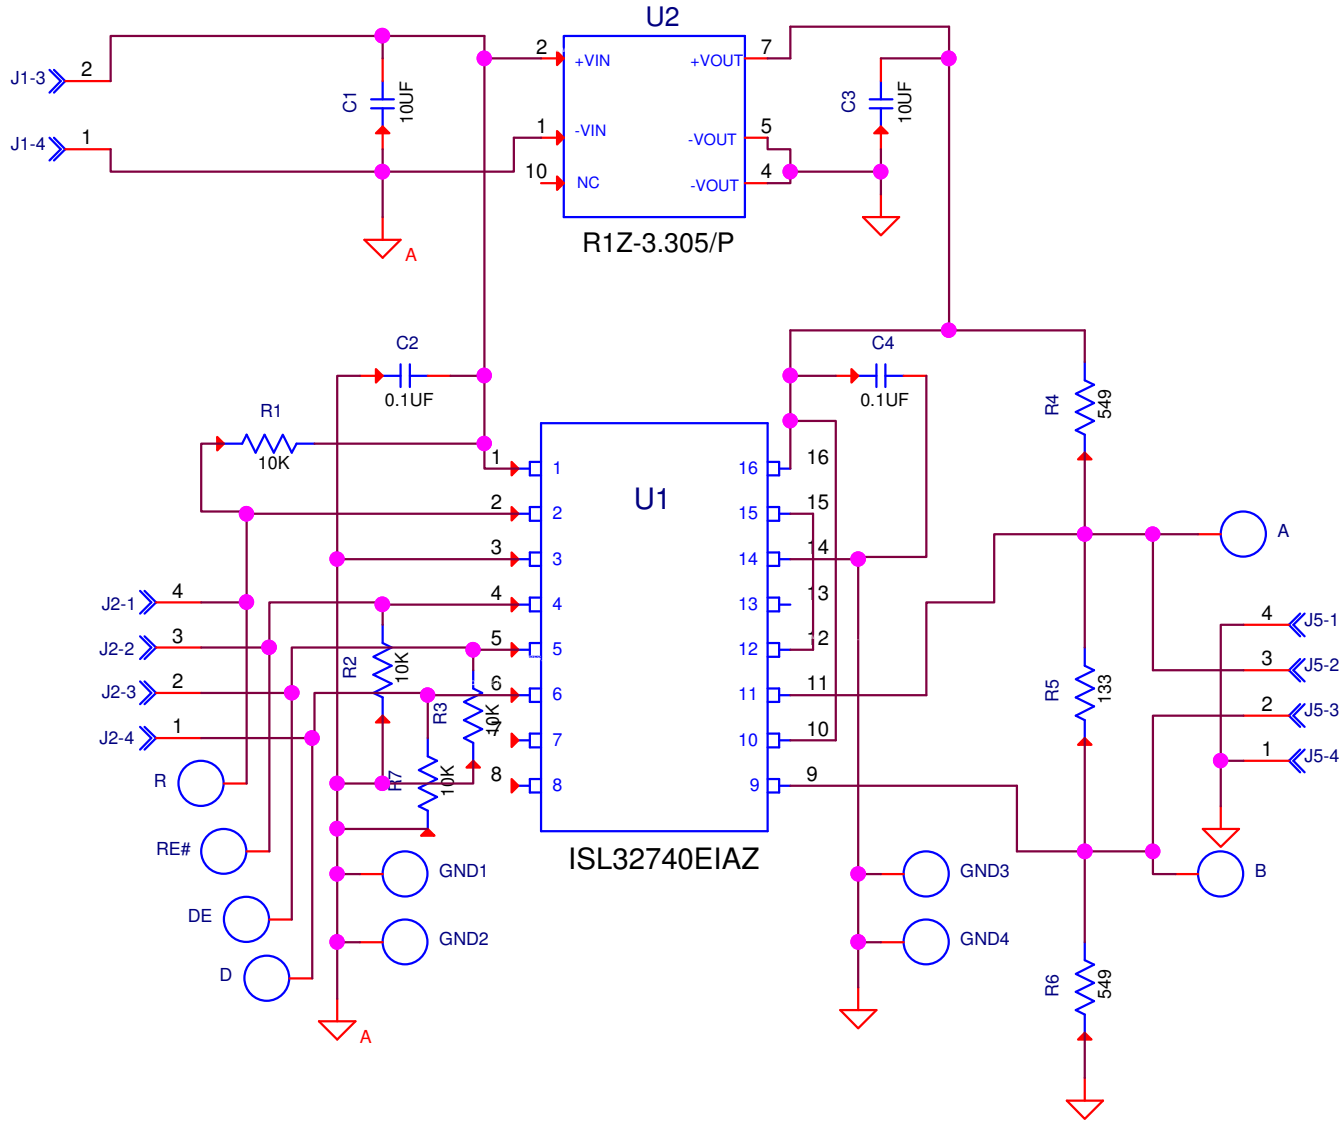 U2
J1-3 2
C1 10UF
2 +VIN +VOUT 7
C3 10UF
J1-4 1
1 -VIN -VOUT 5
10 NC -VOUT 4
A
R1Z-3.305/P
C2
0.1UF
C4
0.1UF
R4 549
R1
10K
U1
1 1 16 16
2 2 15 15
3 3 14 14
4 4 13 13
5 5 12 12
6 6 11 11
7 7 10 10
8 8 9 9
J2-1 4
J2-2 3
J2-3 2
J2-4 1
R2 10K
R3 10K
R7 10K
R
RE#
DE
D
GND1
GND2
A
ISL32740EIAZ
GND3
GND4
A
R5 133
J5-1 4
J5-2 3
J5-3 2
J5-4 1
B
R6 549